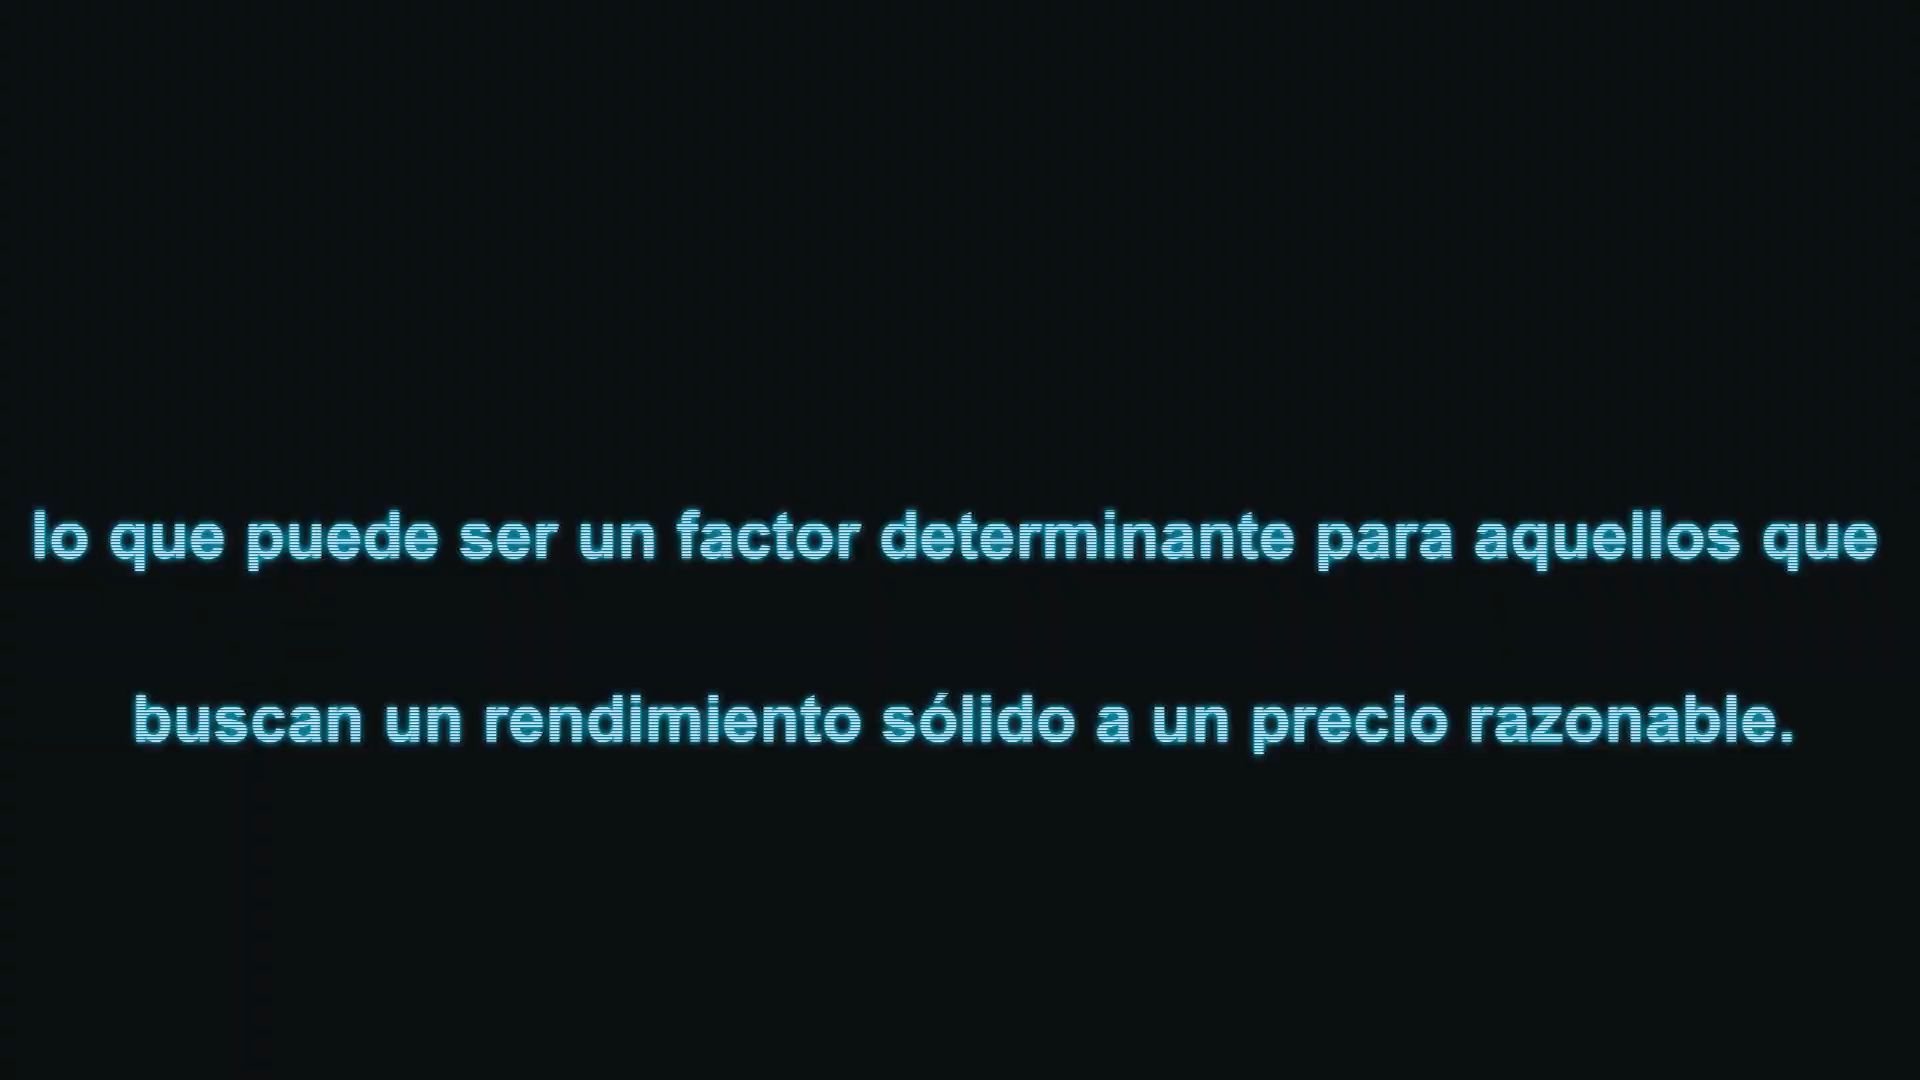 lo que puede ser un factor determinante para aquellos que
buscan un rendimiento sólido a un precio razonable.